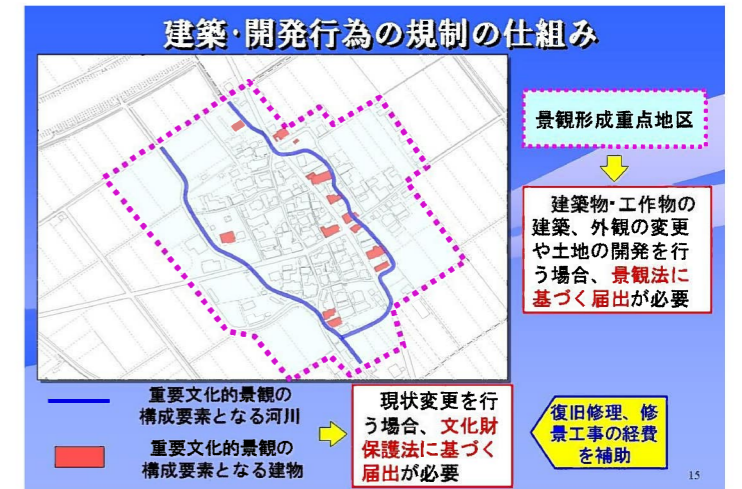 建築・開発行為の規制の仕組み
景観形成重点地区
建築物・工作物の
建築、外観の変更
や土地の開発を行
う場合、景観法に
基づく届出が必要
重要文化的景観の
構成要素となる河川
重要文化的景観の
構成要素となる建物
現状変更を行
う場合、文化財
保護法に基づく
届出が必要
復旧修理、修
景工事の経費
を補助
15